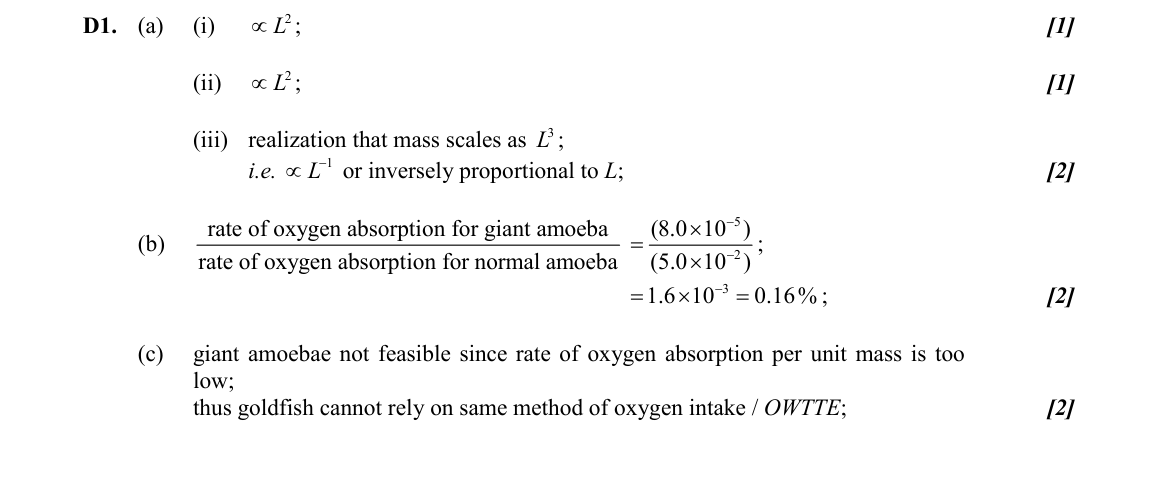 D1. (a) (i) ∝ L²; [1]
(ii) ∝ L²; [1]
(iii) realization that mass scales as L³;
i.e. ∝ L⁻¹ or inversely proportional to L; [2]
(b) rate of oxygen absorption for giant amoeba / rate of oxygen absorption for normal amoeba = (8.0×10⁻⁵) / (5.0×10⁻²);
=1.6×10⁻³ = 0.16%; [2]
(c) giant amoebae not feasible since rate of oxygen absorption per unit mass is too
low;
thus goldfish cannot rely on same method of oxygen intake / OWTTE; [2]